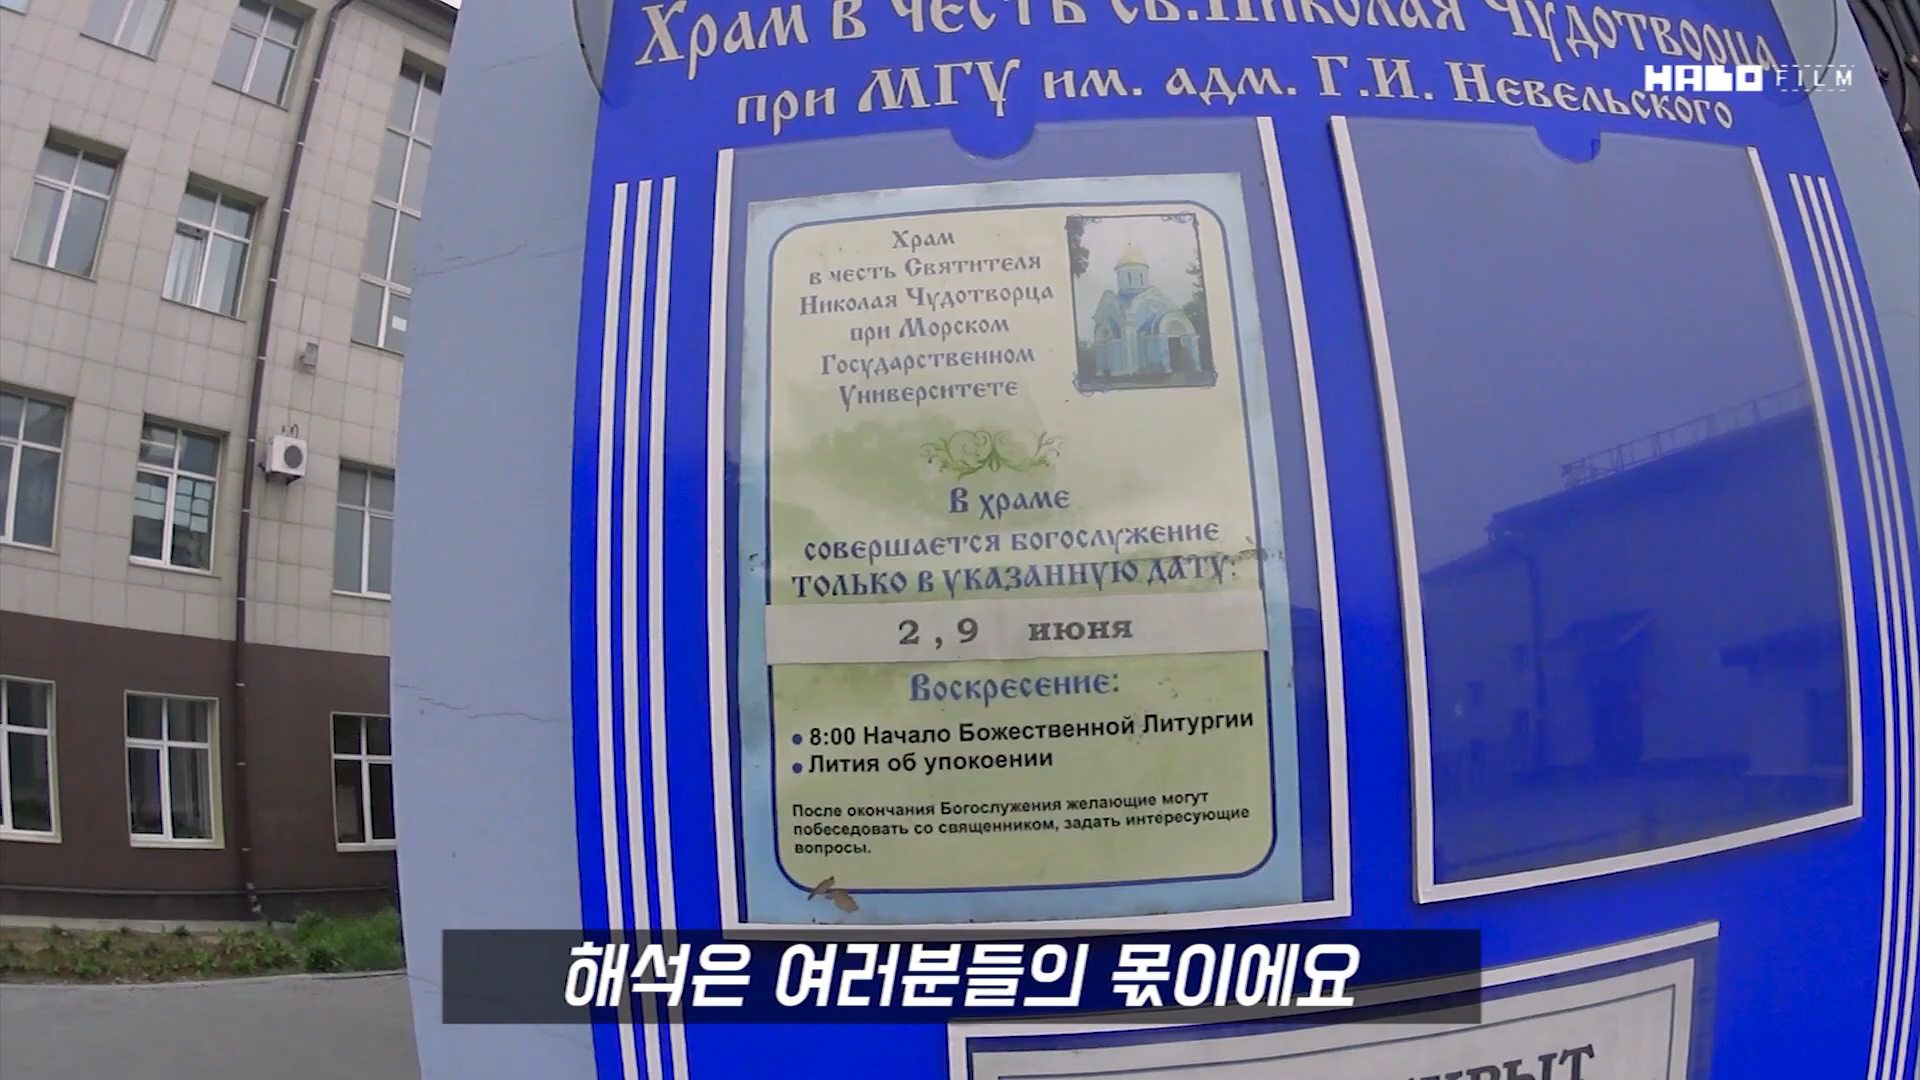 Храм в честь св. Николая Чудотворца
при МГУ им. адм. Г.И. Невельского
НАВО FILM
Храм
в честь Святителя
Николая Чудотворца
при Морском
Государственном
Университете
В храме
совершается богослужение
только в указанную дату:
2,9 июня
Воскресение:
• 8:00 Начало Божественной Литургии
• Лития об упокоении
После окончания Богослужения желающие могут
побеседовать со священником, задать интересующие
вопросы.
해석은 여러분들의 몫이에요